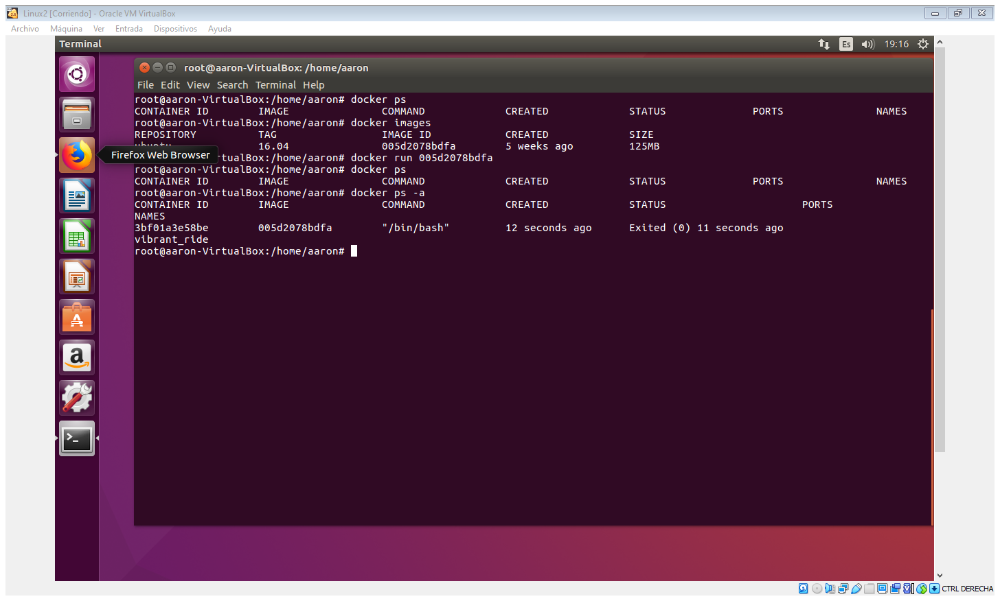 Linux2 [Corriendo] - Oracle VM VirtualBox
Archivo Máquina Ver Entrada Dispositivos Ayuda
Terminal Es 19:16
root@aaron-VirtualBox: /home/aaron
File Edit View Search Terminal Help
root@aaron-VirtualBox:/home/aaron# docker ps
CONTAINER ID IMAGE COMMAND CREATED STATUS PORTS NAMES
root@aaron-VirtualBox:/home/aaron# docker images
REPOSITORY TAG IMAGE ID CREATED SIZE
ubuntu 16.04 005d2078bdfa 5 weeks ago 125MB
Firefox Web Browser
-VirtualBox:/home/aaron# docker run 005d2078bdfa
root@aaron-VirtualBox:/home/aaron# docker ps
CONTAINER ID IMAGE COMMAND CREATED STATUS PORTS NAMES
root@aaron-VirtualBox:/home/aaron# docker ps -a
CONTAINER ID IMAGE COMMAND CREATED STATUS PORTS
NAMES
3bf01a3e58be 005d2078bdfa "/bin/bash" 12 seconds ago Exited (0) 11 seconds ago
vibrant_ride
root@aaron-VirtualBox:/home/aaron#
CTRL DERECHA